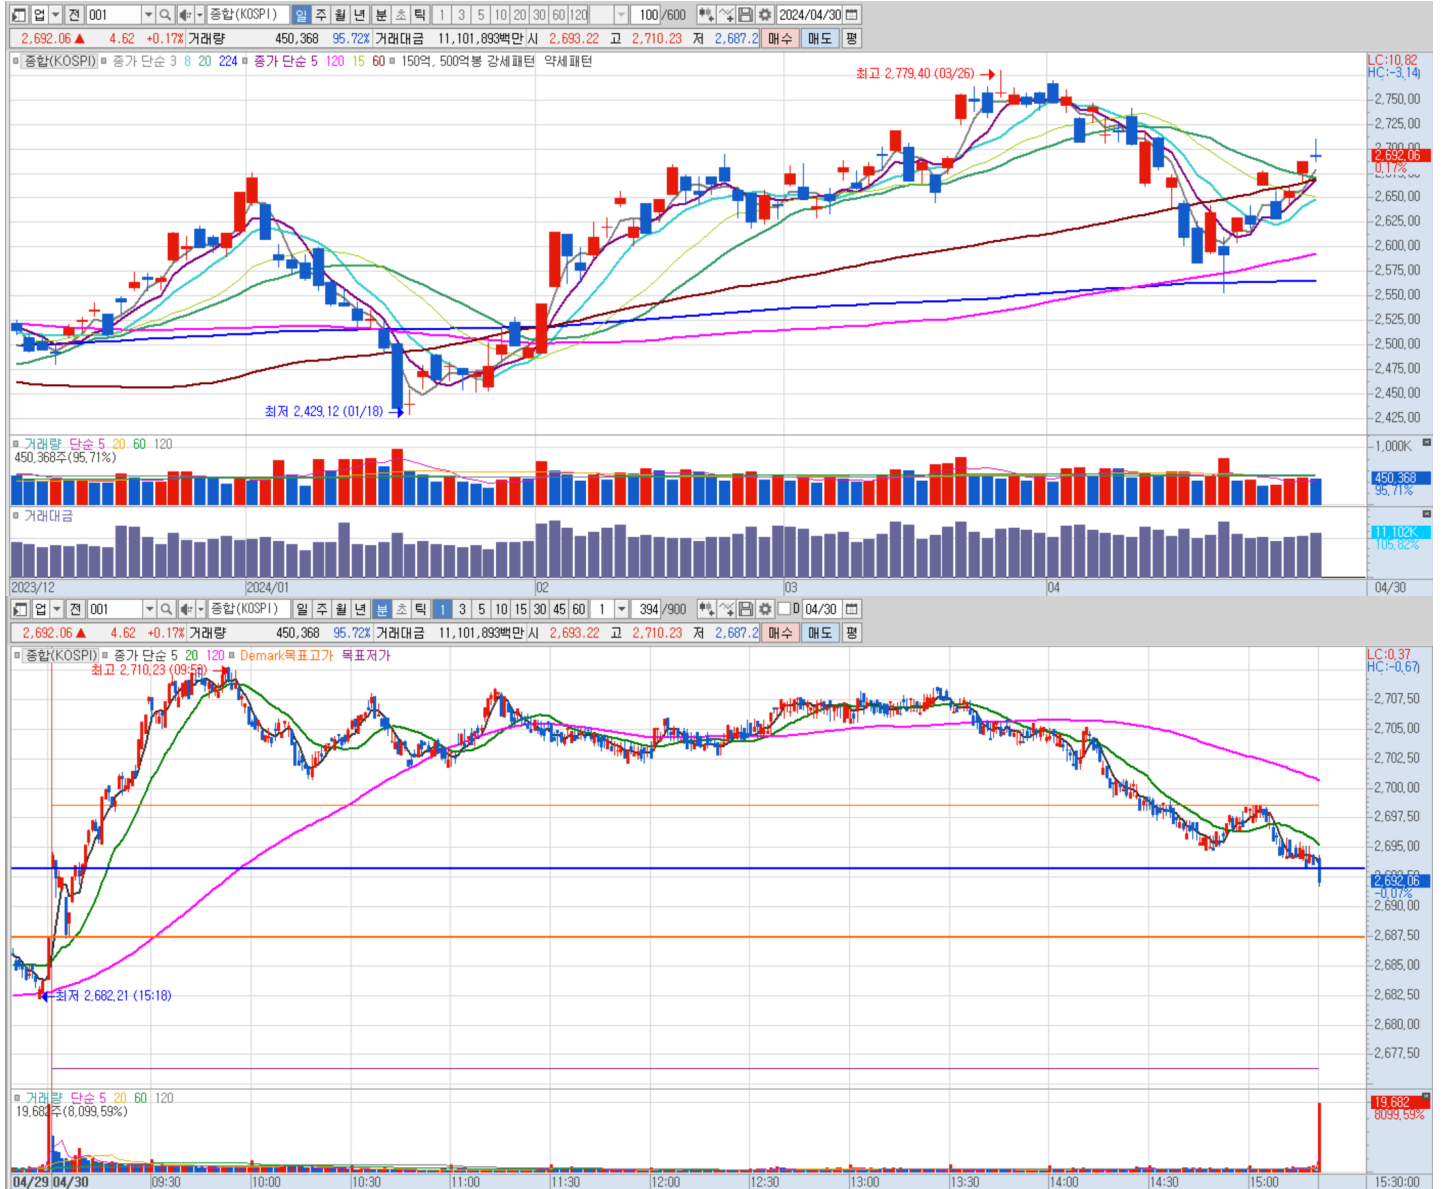 업 전 001 종합(KOSPI) 일 주 월 년 분 초 틱 1 3 5 10 20 30 60 120 100 /600 2024/04/30
2,692.06 ▲ 4.62 +0.17% 거래량 450,368 95.72% 거래대금 11,101,893백만 시 2,693.22 고 2,710.23 저 2,687.2 매수 매도 평
종합(KOSPI) 종가 단순 3 8 20 224 종가 단순 5 120 15 60 150억, 500억봉 강세패턴 약세패턴
LC:10.82
HC:-3.14
최고 2,779.40 (03/26)
2,750.00
2,725.00
2,700.00
2,692.06
0.17%
2,650.00
2,625.00
2,600.00
2,575.00
2,550.00
2,525.00
2,500.00
2,475.00
2,450.00
2,425.00
최저 2,429.12 (01/18)
거래량 단순 5 20 60 120
450,368주(95.71%)
1,000K
450,368
95.71%
거래대금
11,102K
105.82%
2023/12 2024/01 02 03 04 04/30
업 전 001 종합(KOSPI) 일 주 월 년 분 초 틱 1 3 5 10 15 30 45 60 1 394 /900 D 04/30
2,692.06 ▲ 4.62 +0.17% 거래량 450,368 95.72% 거래대금 11,101,893백만 시 2,693.22 고 2,710.23 저 2,687.2 매수 매도 평
종합(KOSPI) 종가 단순 5 20 120 Demark목표고가 목표저가
LC:0.37
HC:-0.67
최고 2,710.23 (09:53)
2,707.50
2,705.00
2,702.50
2,700.00
2,697.50
2,695.00
2,692.06
-0.07%
2,690.00
2,687.50
2,685.00
2,682.50
2,680.00
2,677.50
최저 2,682.21 (15:18)
거래량 단순 5 20 60 120
19,682주(8,099.59%)
19,682
8099.59%
04/29 04/30 09:30 10:00 10:30 11:00 11:30 12:00 12:30 13:00 13:30 14:00 14:30 15:00 15:30:00